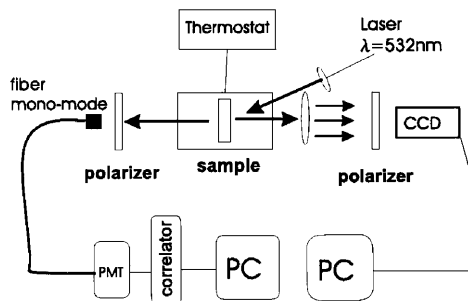 Thermostat
Laser
λ=532nm
fiber
mono-mode
polarizer
sample
polarizer
CCD
PMT
correlator
PC
PC